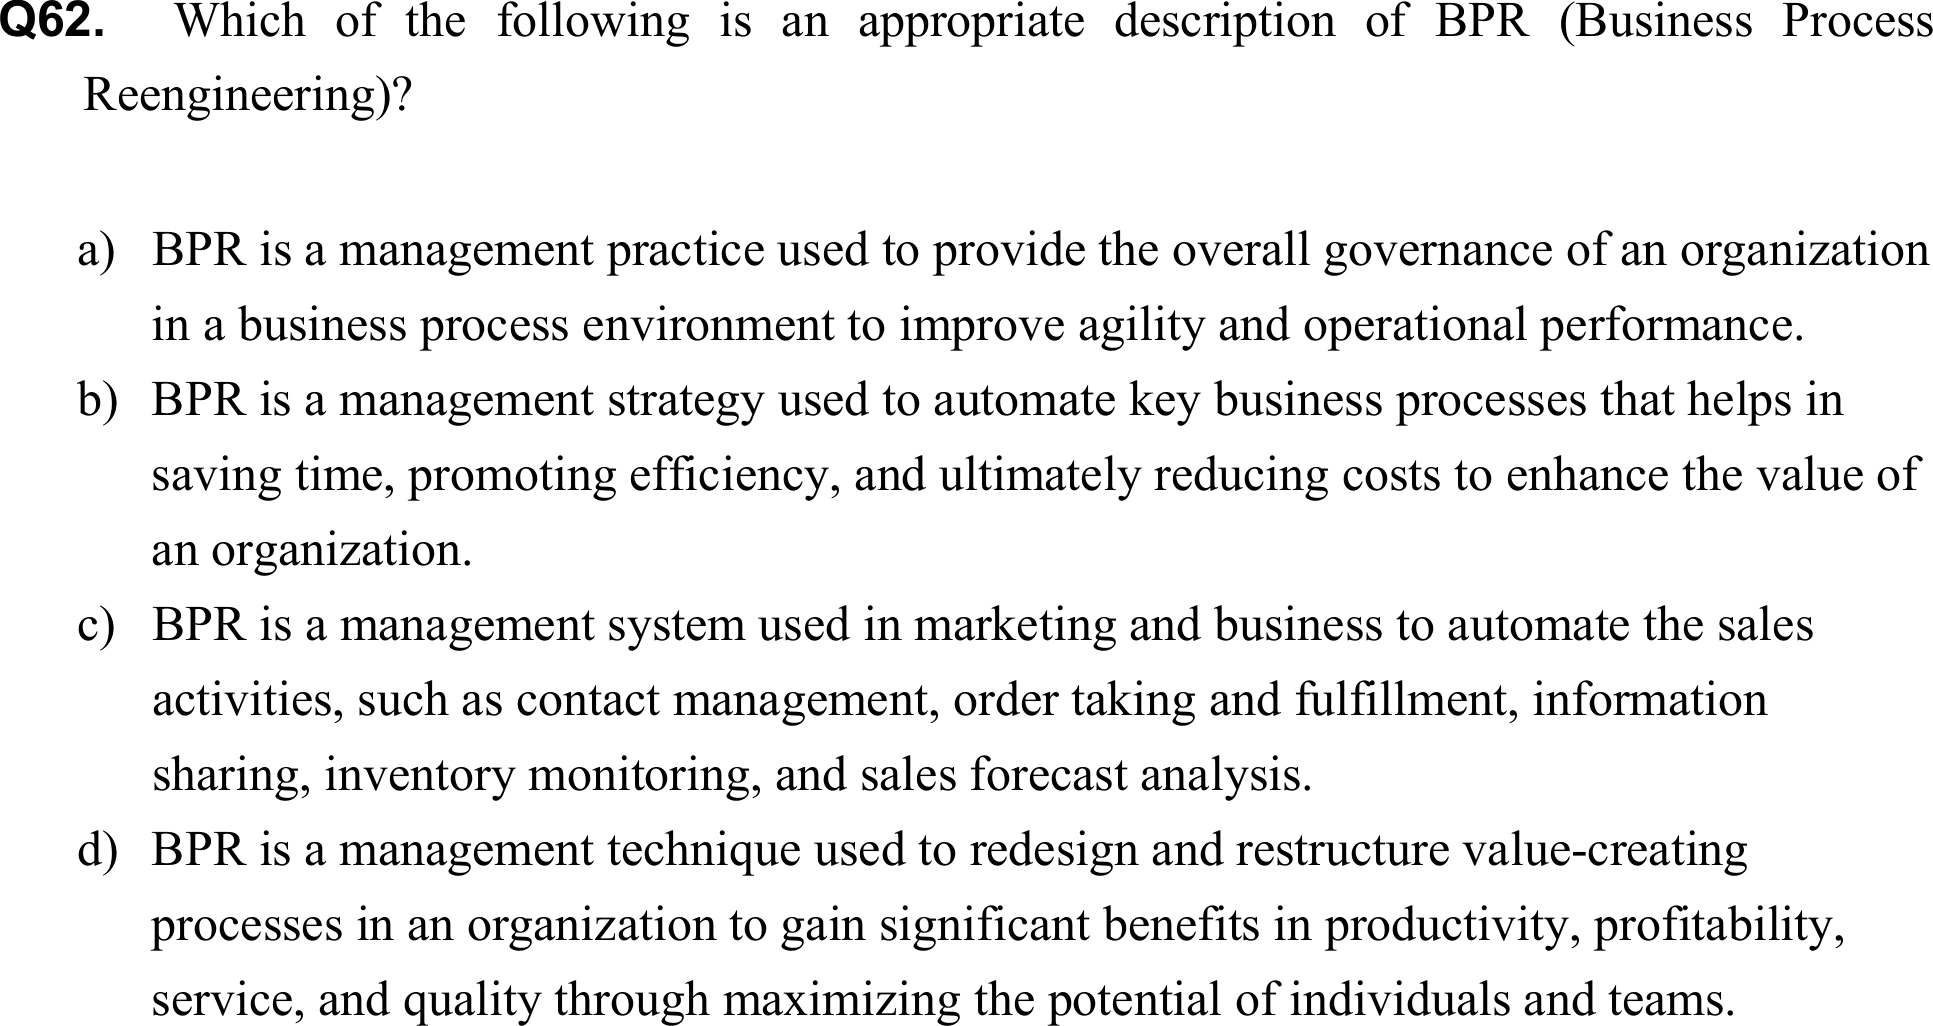 Q62. Which of the following is an appropriate description of BPR (Business Process
Reengineering)?
a) BPR is a management practice used to provide the overall governance of an organization
in a business process environment to improve agility and operational performance.
b) BPR is a management strategy used to automate key business processes that helps in
saving time, promoting efficiency, and ultimately reducing costs to enhance the value of
an organization.
c) BPR is a management system used in marketing and business to automate the sales
activities, such as contact management, order taking and fulfillment, information
sharing, inventory monitoring, and sales forecast analysis.
d) BPR is a management technique used to redesign and restructure value-creating
processes in an organization to gain significant benefits in productivity, profitability,
service, and quality through maximizing the potential of individuals and teams.